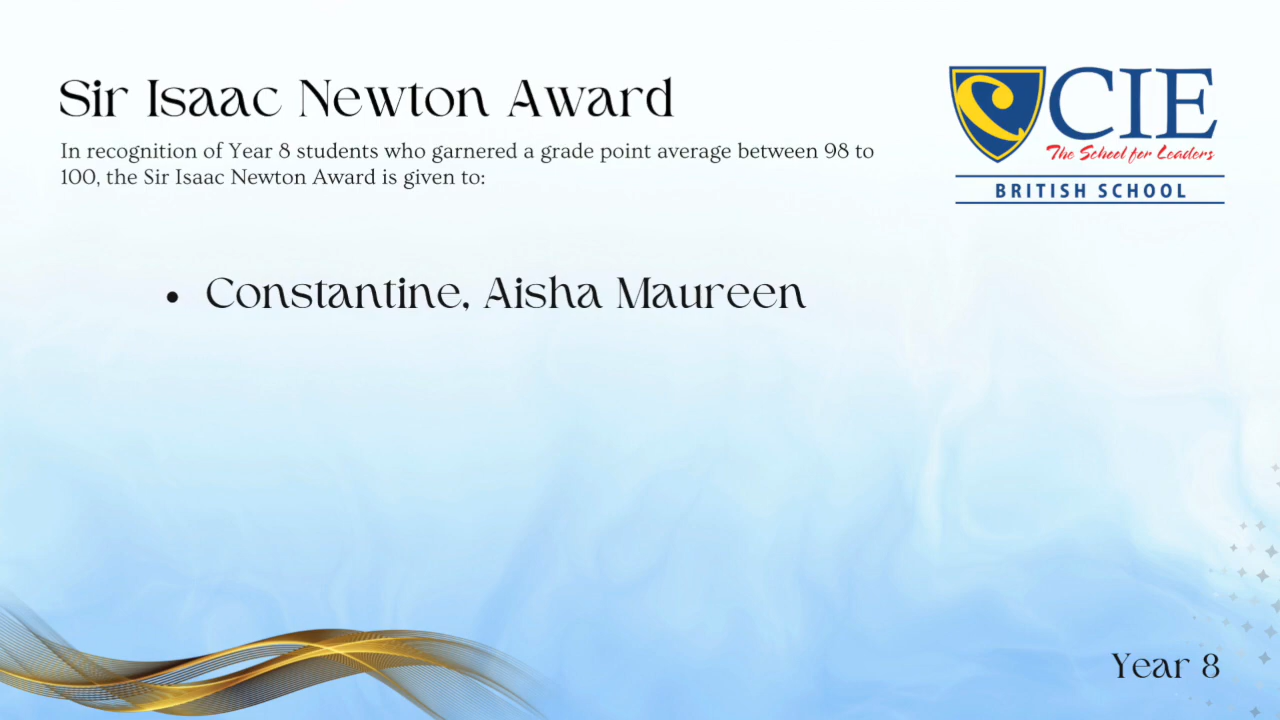 Sir Isaac Newton Award
In recognition of Year 8 students who garnered a grade point average between 98 to
100, the Sir Isaac Newton Award is given to:
CIE
The School for Leaders
BRITISH SCHOOL
• Constantine, Aisha Maureen
Year 8